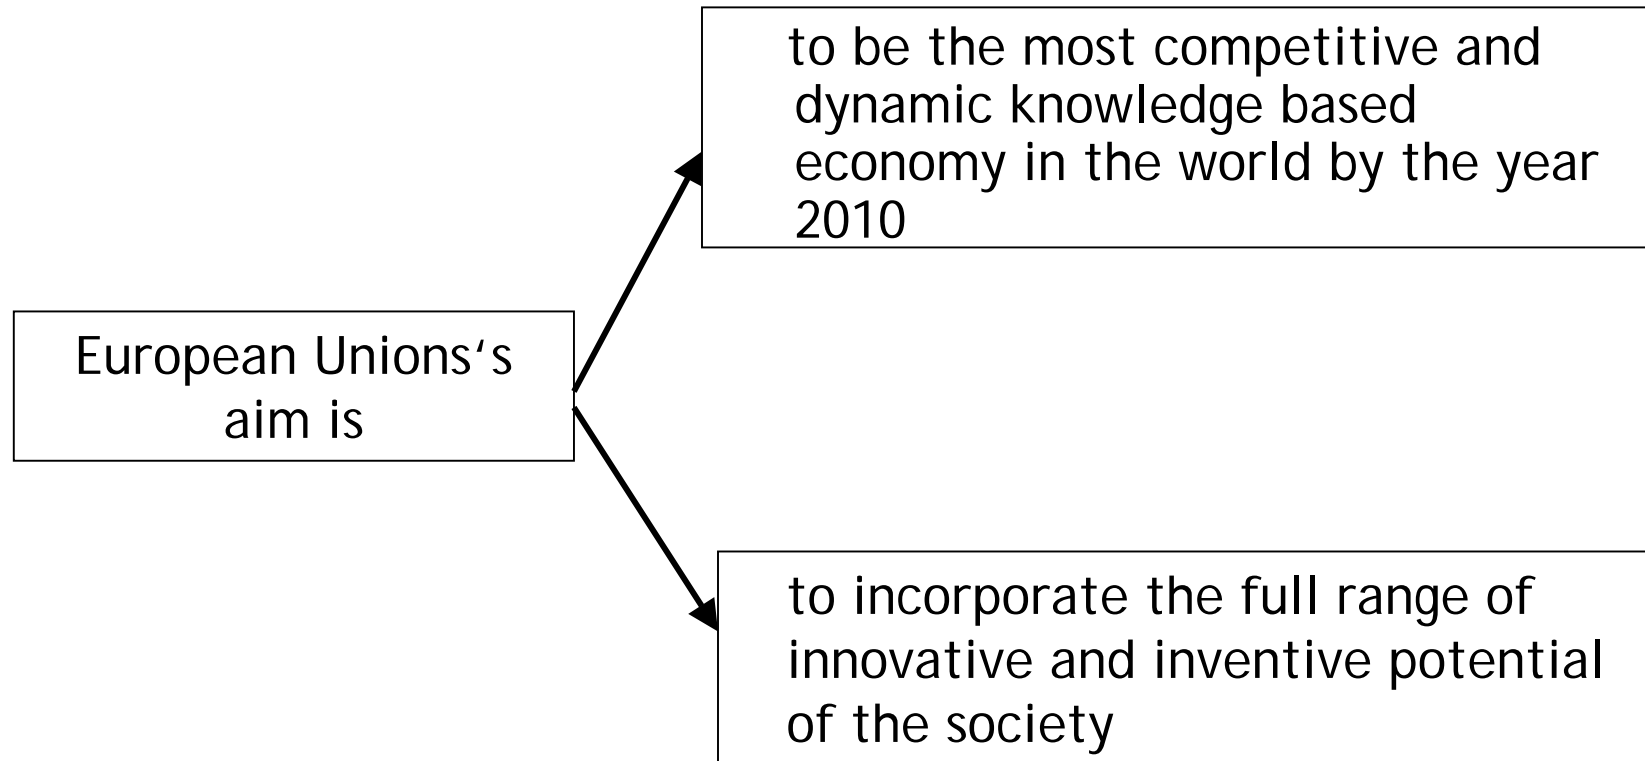 to be the most competitive and
dynamic knowledge based
economy in the world by the year
2010
European Unions‘s
aim is
to incorporate the full range of
innovative and inventive potential
of the society